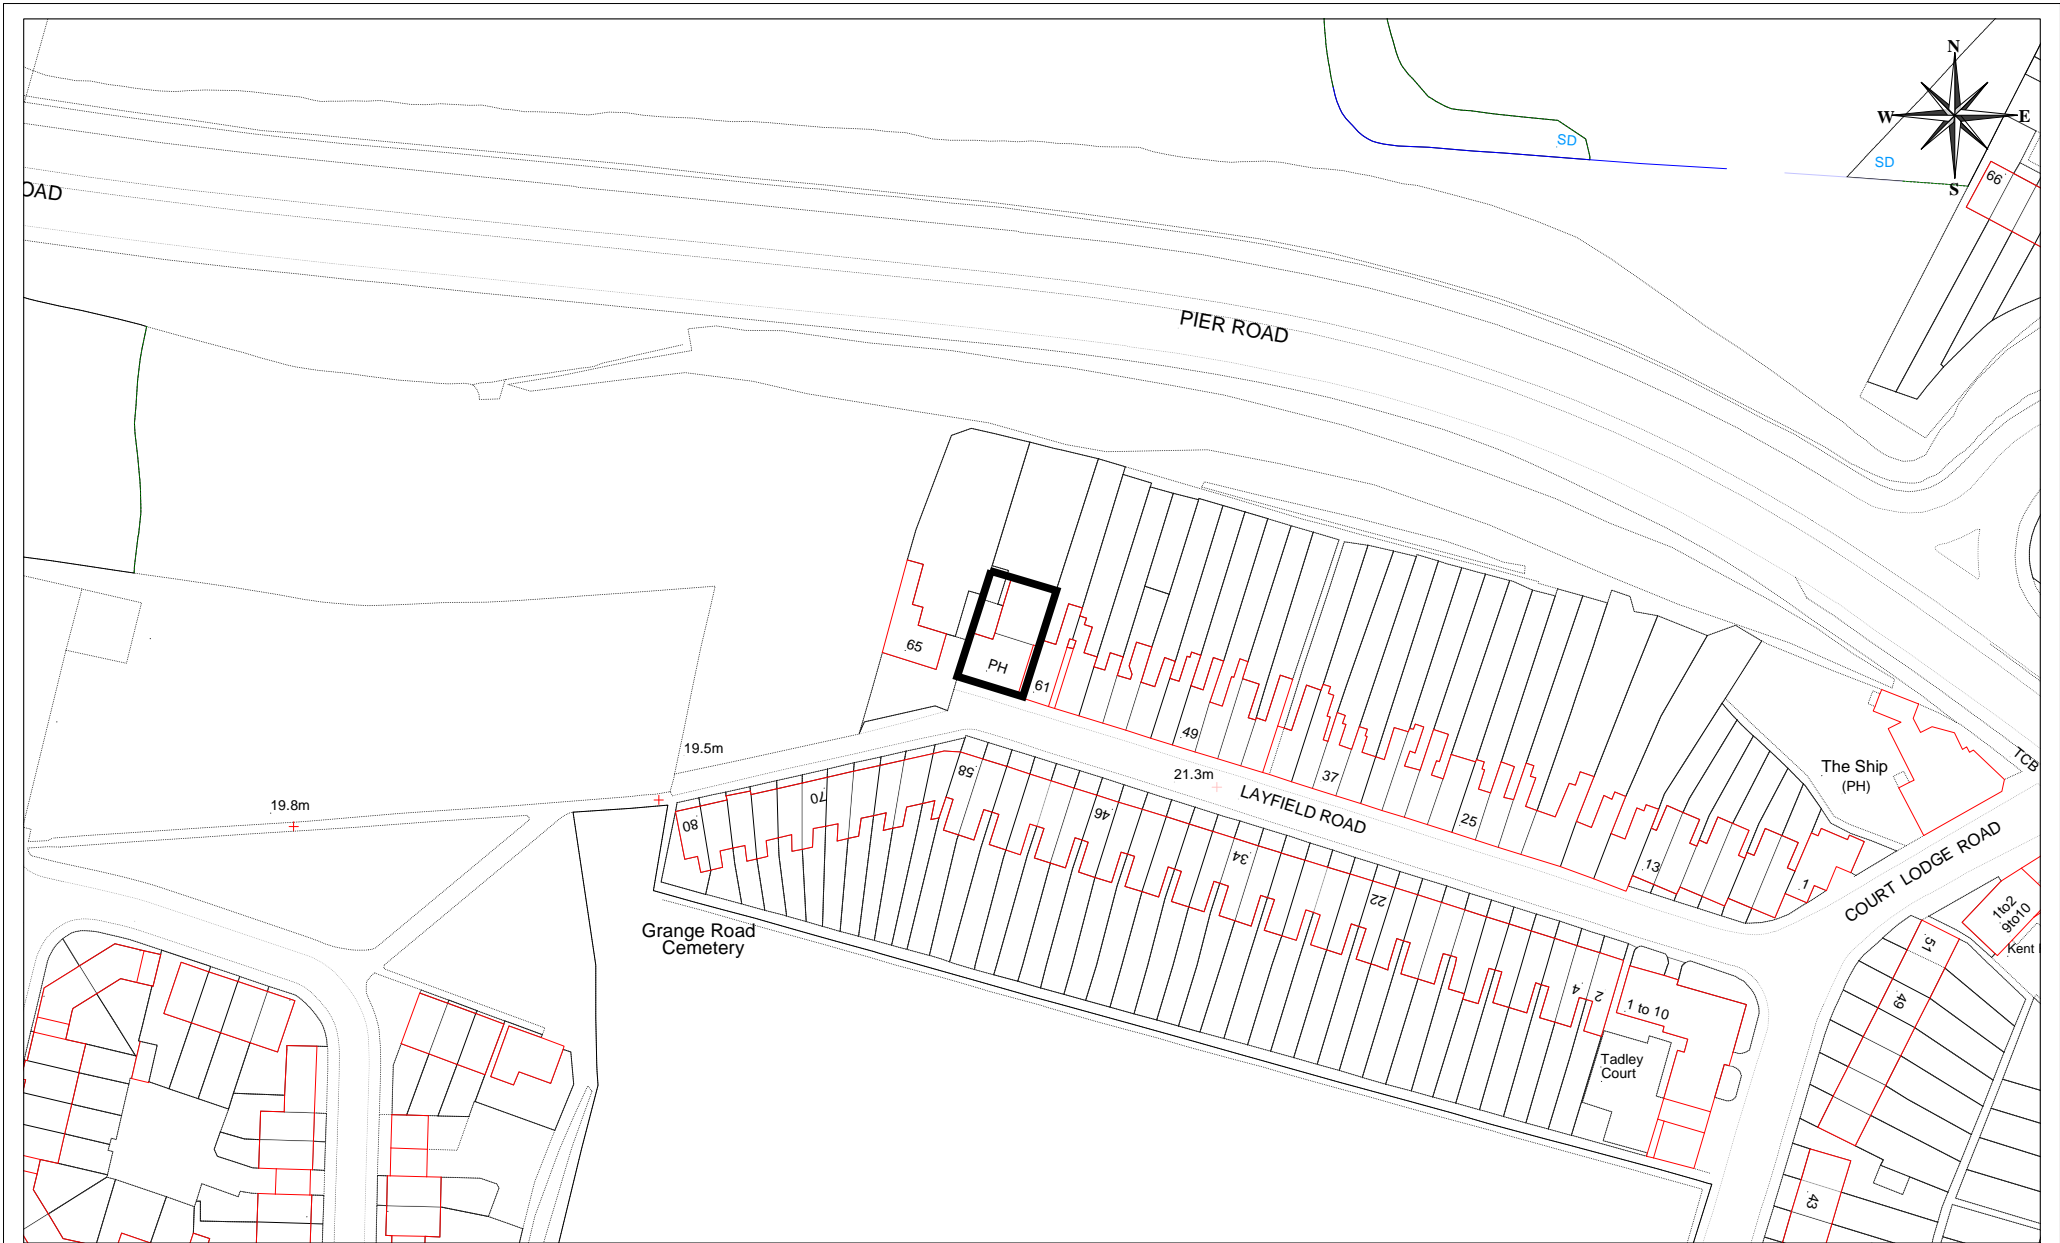 N
W
E
S
SD
SD
66
OAD
PIER ROAD
65
PH
61
49
37
25
13
1
The Ship
(PH)
TCB
19.5m
21.3m
19.8m
LAYFIELD ROAD
COURT LODGE ROAD
80
70
58
46
34
22
4
2
1 to 10
Tadley
Court
Grange Road
Cemetery
1to2
9to10
Kent
51
49
43